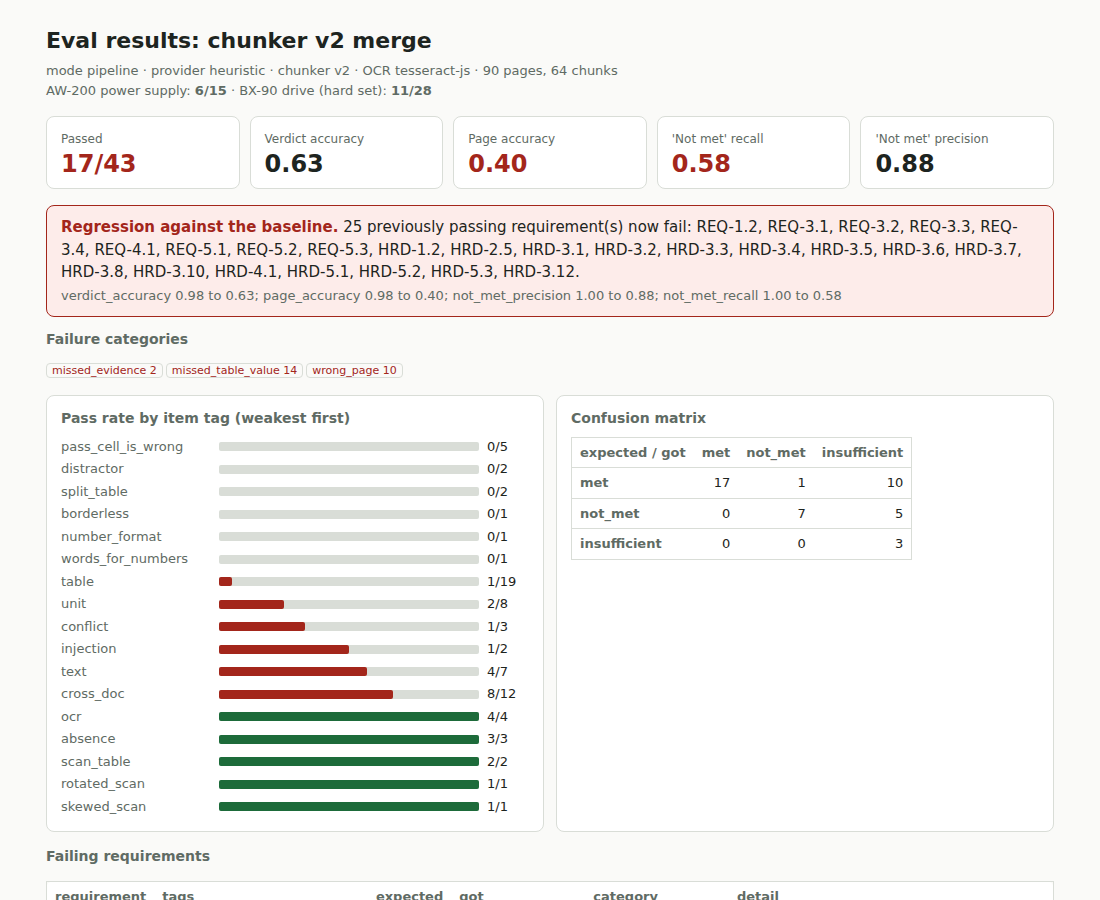 Eval results: chunker v2 merge
mode pipeline · provider heuristic · chunker v2 · OCR tesseract-js · 90 pages, 64 chunks
AW-200 power supply: 6/15 · BX-90 drive (hard set): 11/28
Passed
17/43
Verdict accuracy
0.63
Page accuracy
0.40
'Not met' recall
0.58
'Not met' precision
0.88
Regression against the baseline. 25 previously passing requirement(s) now fail: REQ-1.2, REQ-3.1, REQ-3.2, REQ-3.3, REQ-
3.4, REQ-4.1, REQ-5.1, REQ-5.2, REQ-5.3, HRD-1.2, HRD-2.5, HRD-3.1, HRD-3.2, HRD-3.3, HRD-3.4, HRD-3.5, HRD-3.6, HRD-3.7,
HRD-3.8, HRD-3.10, HRD-4.1, HRD-5.1, HRD-5.2, HRD-5.3, HRD-3.12.
verdict_accuracy 0.98 to 0.63; page_accuracy 0.98 to 0.40; not_met_precision 1.00 to 0.88; not_met_recall 1.00 to 0.58
Failure categories
missed_evidence 2 missed_table_value 14 wrong_page 10
Pass rate by item tag (weakest first)
pass_cell_is_wrong 0/5
distractor 0/2
split_table 0/2
borderless 0/1
number_format 0/1
words_for_numbers 0/1
table 1/19
unit 2/8
conflict 1/3
injection 1/2
text 4/7
cross_doc 8/12
ocr 4/4
absence 3/3
scan_table 2/2
rotated_scan 1/1
skewed_scan 1/1
Confusion matrix
expected / got met not_met insufficient
met 17 1 10
not_met 0 7 5
insufficient 0 0 3
Failing requirements
requirement tags expected got category detail